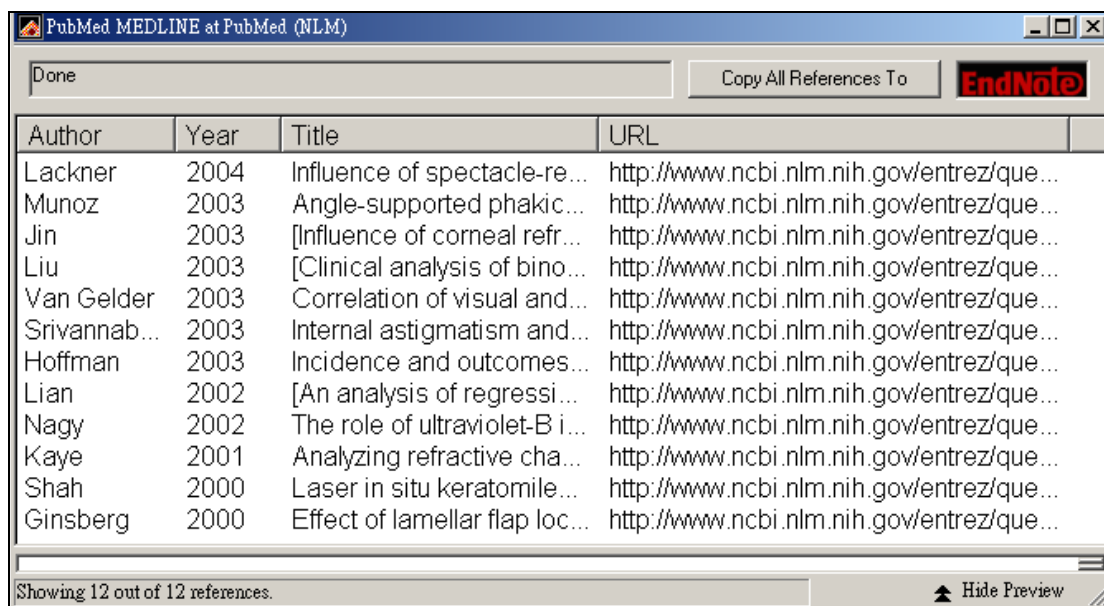 PubMed MEDLINE at PubMed (NLM)
Done Copy All References To EndNote
Author Year Title URL
Lackner 2004 Influence of spectacle-re... http://www.ncbi.nlm.nih.gov/entrez/que...
Munoz 2003 Angle-supported phakic... http://www.ncbi.nlm.nih.gov/entrez/que...
Jin 2003 [Influence of corneal refr... http://www.ncbi.nlm.nih.gov/entrez/que...
Liu 2003 [Clinical analysis of bino... http://www.ncbi.nlm.nih.gov/entrez/que...
Van Gelder 2003 Correlation of visual and... http://www.ncbi.nlm.nih.gov/entrez/que...
Srivannab... 2003 Internal astigmatism and... http://www.ncbi.nlm.nih.gov/entrez/que...
Hoffman 2003 Incidence and outcomes... http://www.ncbi.nlm.nih.gov/entrez/que...
Lian 2002 [An analysis of regressi... http://www.ncbi.nlm.nih.gov/entrez/que...
Nagy 2002 The role of ultraviolet-B i... http://www.ncbi.nlm.nih.gov/entrez/que...
Kaye 2001 Analyzing refractive cha... http://www.ncbi.nlm.nih.gov/entrez/que...
Shah 2000 Laser in situ keratomile... http://www.ncbi.nlm.nih.gov/entrez/que...
Ginsberg 2000 Effect of lamellar flap loc... http://www.ncbi.nlm.nih.gov/entrez/que...
Showing 12 out of 12 references. Hide Preview